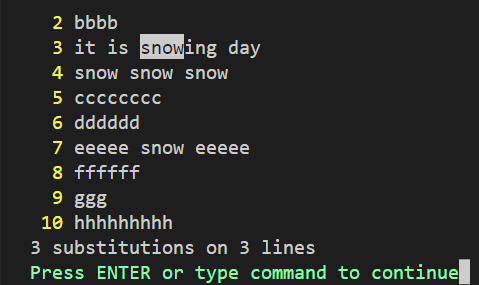 2 bbbb
3 it is snowing day
4 snow snow snow
5 cccccccc
6 dddddd
7 eeeee snow eeeee
8 ffffff
9 ggg
10 hhhhhhhhh
3 substitutions on 3 lines
Press ENTER or type command to continue